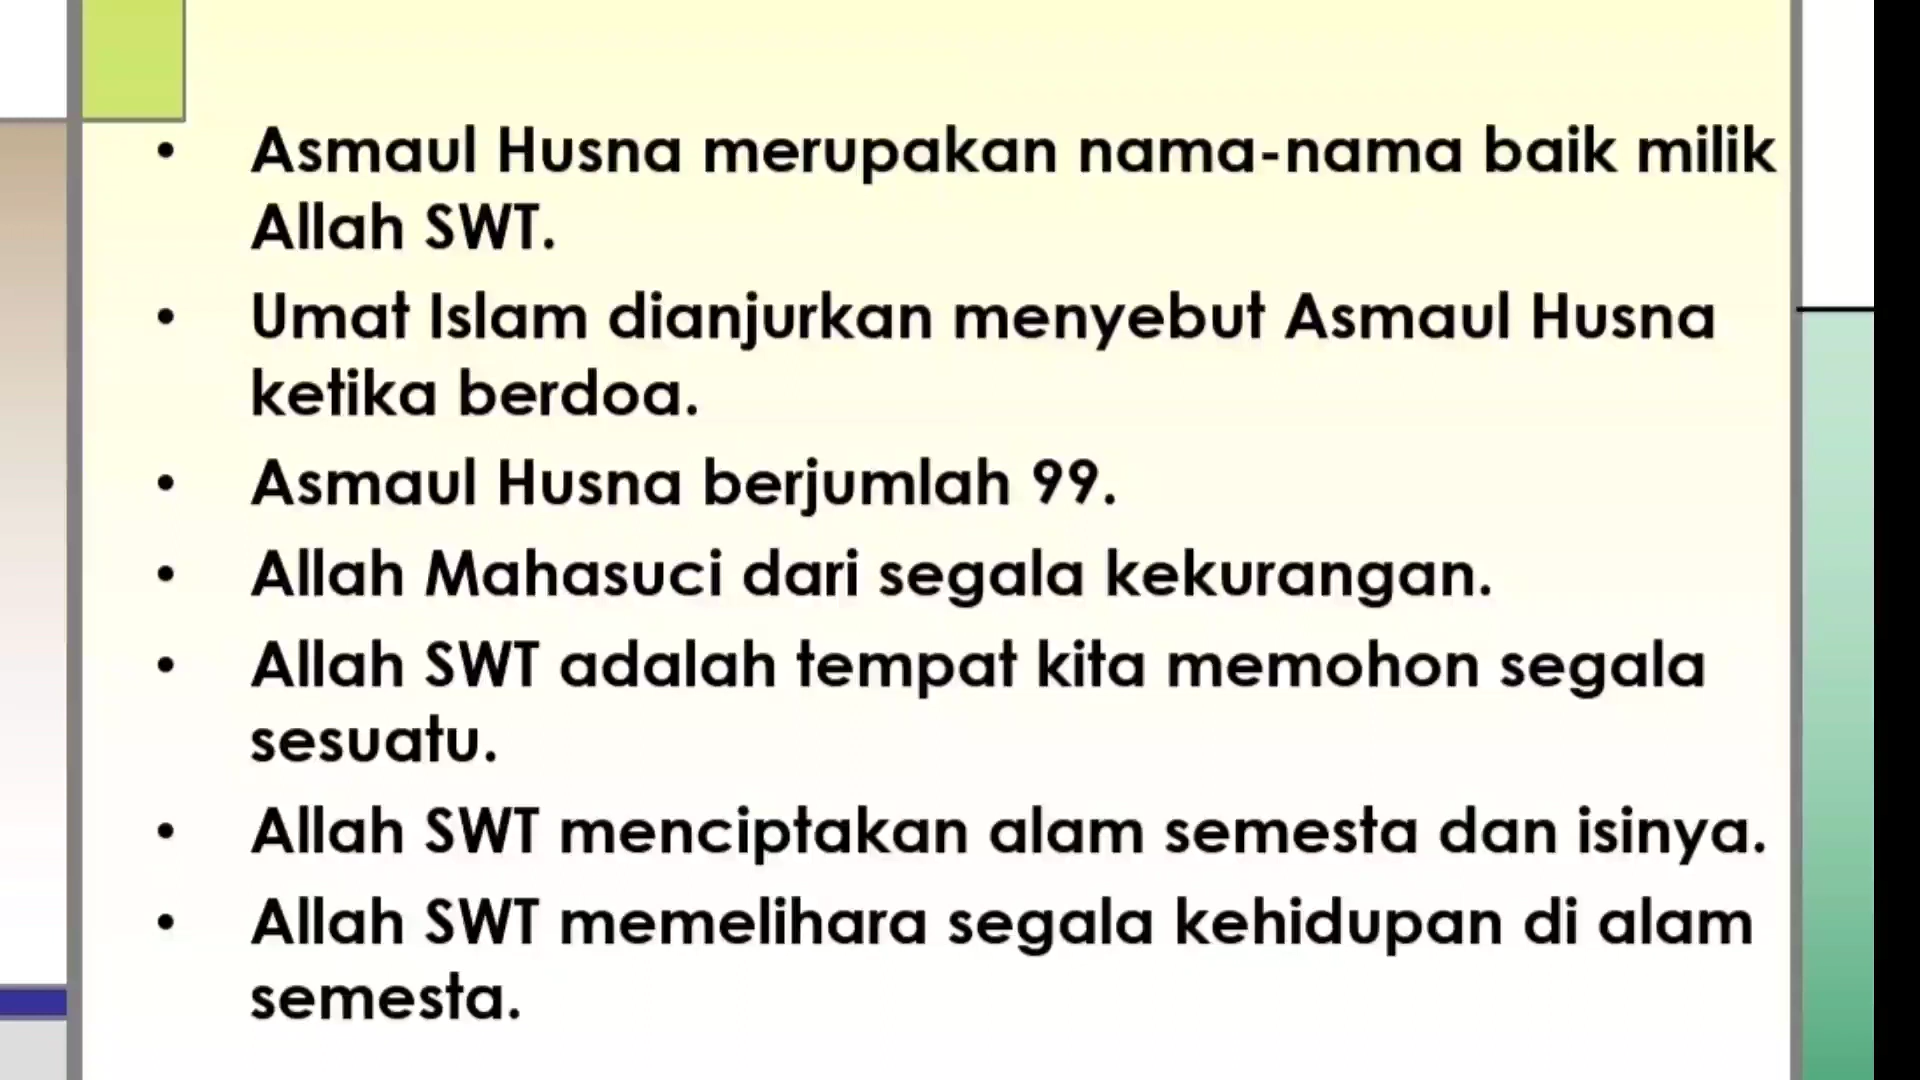 • Asmaul Husna merupakan nama-nama baik milik
Allah SWT.
• Umat Islam dianjurkan menyebut Asmaul Husna
ketika berdoa.
• Asmaul Husna berjumlah 99.
• Allah Mahasuci dari segala kekurangan.
• Allah SWT adalah tempat kita memohon segala
sesuatu.
• Allah SWT menciptakan alam semesta dan isinya.
• Allah SWT memelihara segala kehidupan di alam
semesta.